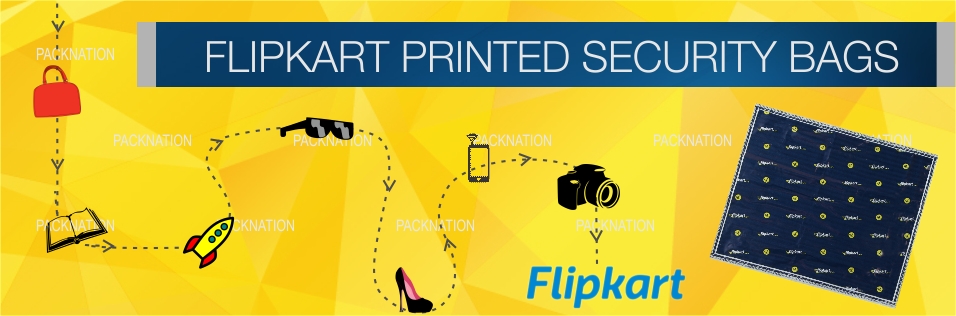 FLIPKART PRINTED SECURITY BAGS
PACKNATION
PACKNATION
PACKNATION
PACKNATION
PACKNATION
PACKNATION
PACKNATION
PACKNATION
Flipkart